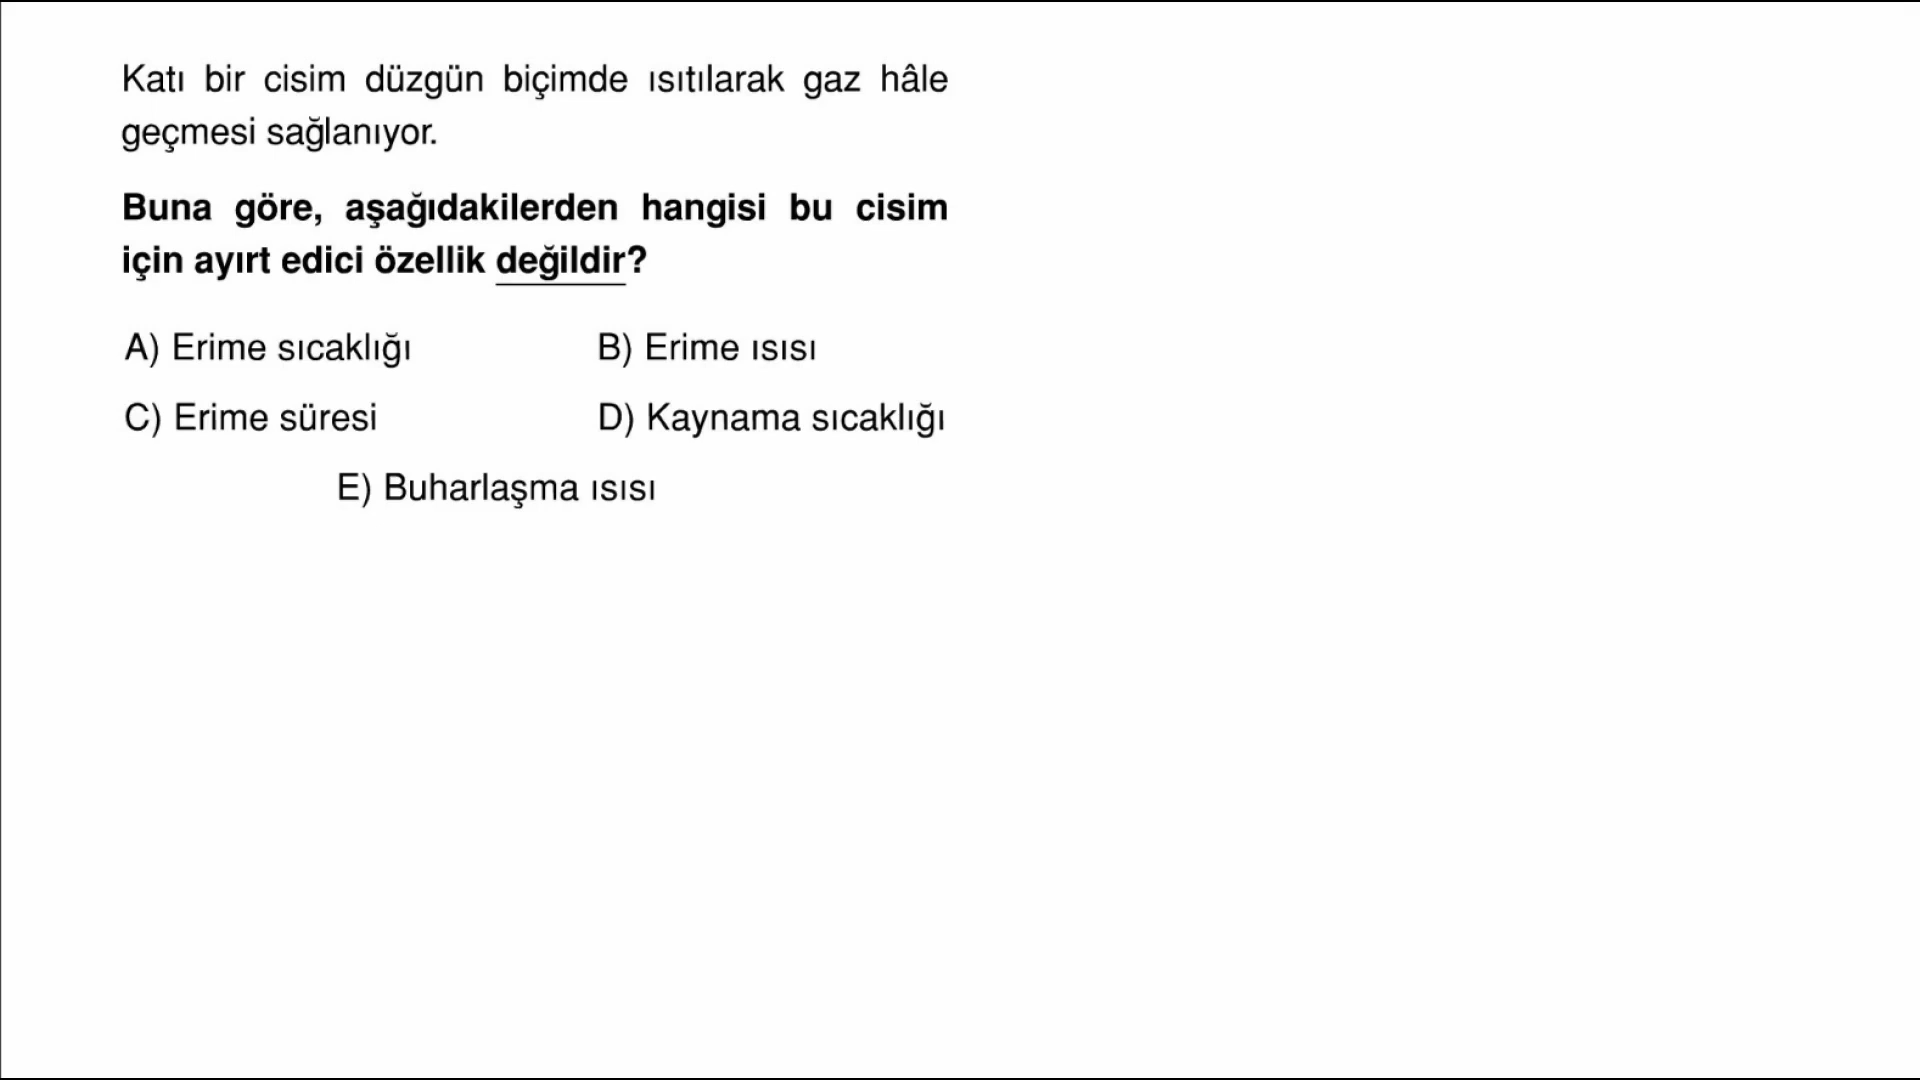 Katı bir cisim düzgün biçimde ısıtılarak gaz hâle
geçmesi sağlanıyor.
Buna göre, aşağıdakilerden hangisi bu cisim
için ayırt edici özellik değildir?
A) Erime sıcaklığı B) Erime ısısı
C) Erime süresi D) Kaynama sıcaklığı
E) Buharlaşma ısısı